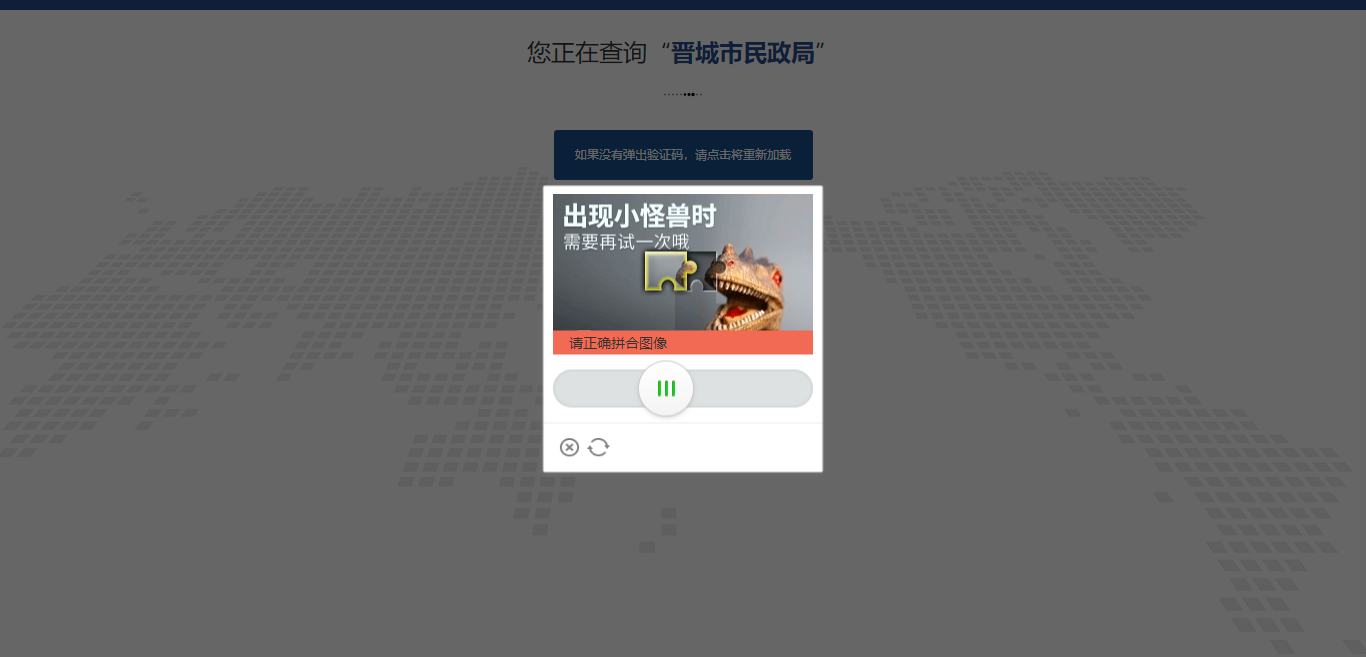 您正在查询“晋城市民政局”
如果没有弹出验证码，请点击将重新加载
出现小怪兽时
需要再试一次哦
请正确拼合图像